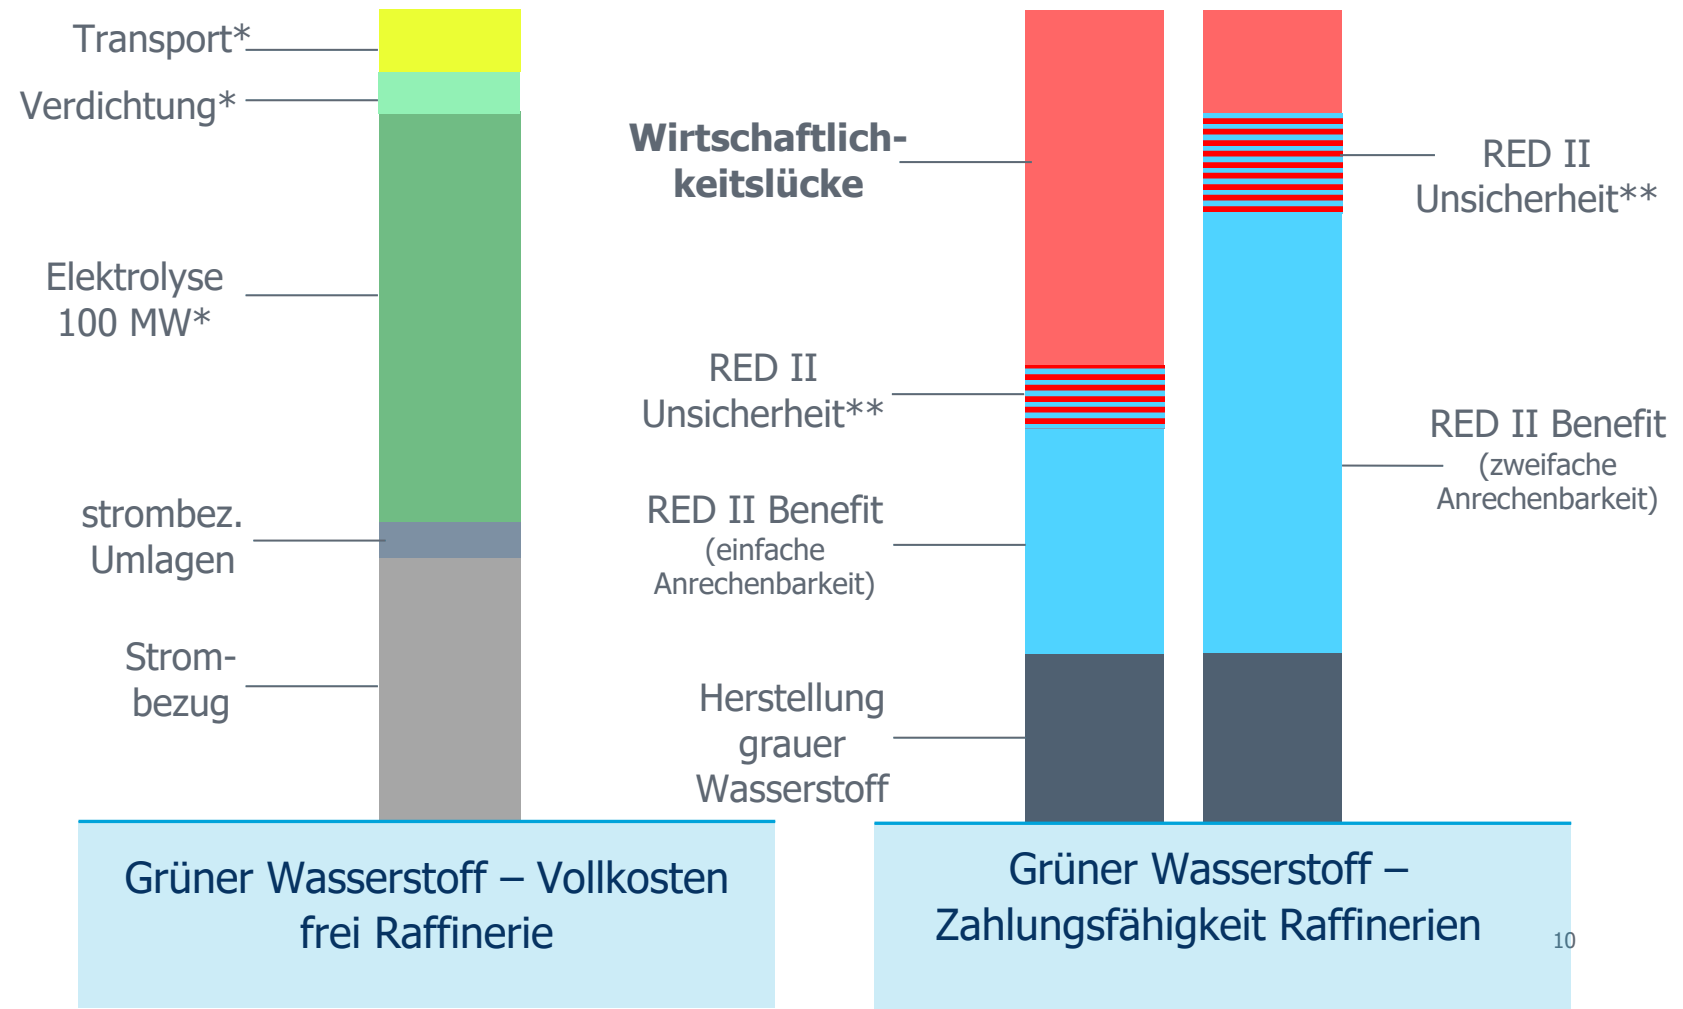 Transport*
Verdichtung*
Elektrolyse
100 MW*
strombez.
Umlagen
Strom-
bezug
Grüner Wasserstoff – Vollkosten
frei Raffinerie
Wirtschaftlich-
keitslücke
RED II
Unsicherheit**
RED II Benefit
(einfache
Anrechenbarkeit)
Herstellung
grauer
Wasserstoff
RED II
Unsicherheit**
RED II Benefit
(zweifache
Anrechenbarkeit)
Grüner Wasserstoff –
Zahlungsfähigkeit Raffinerien
10